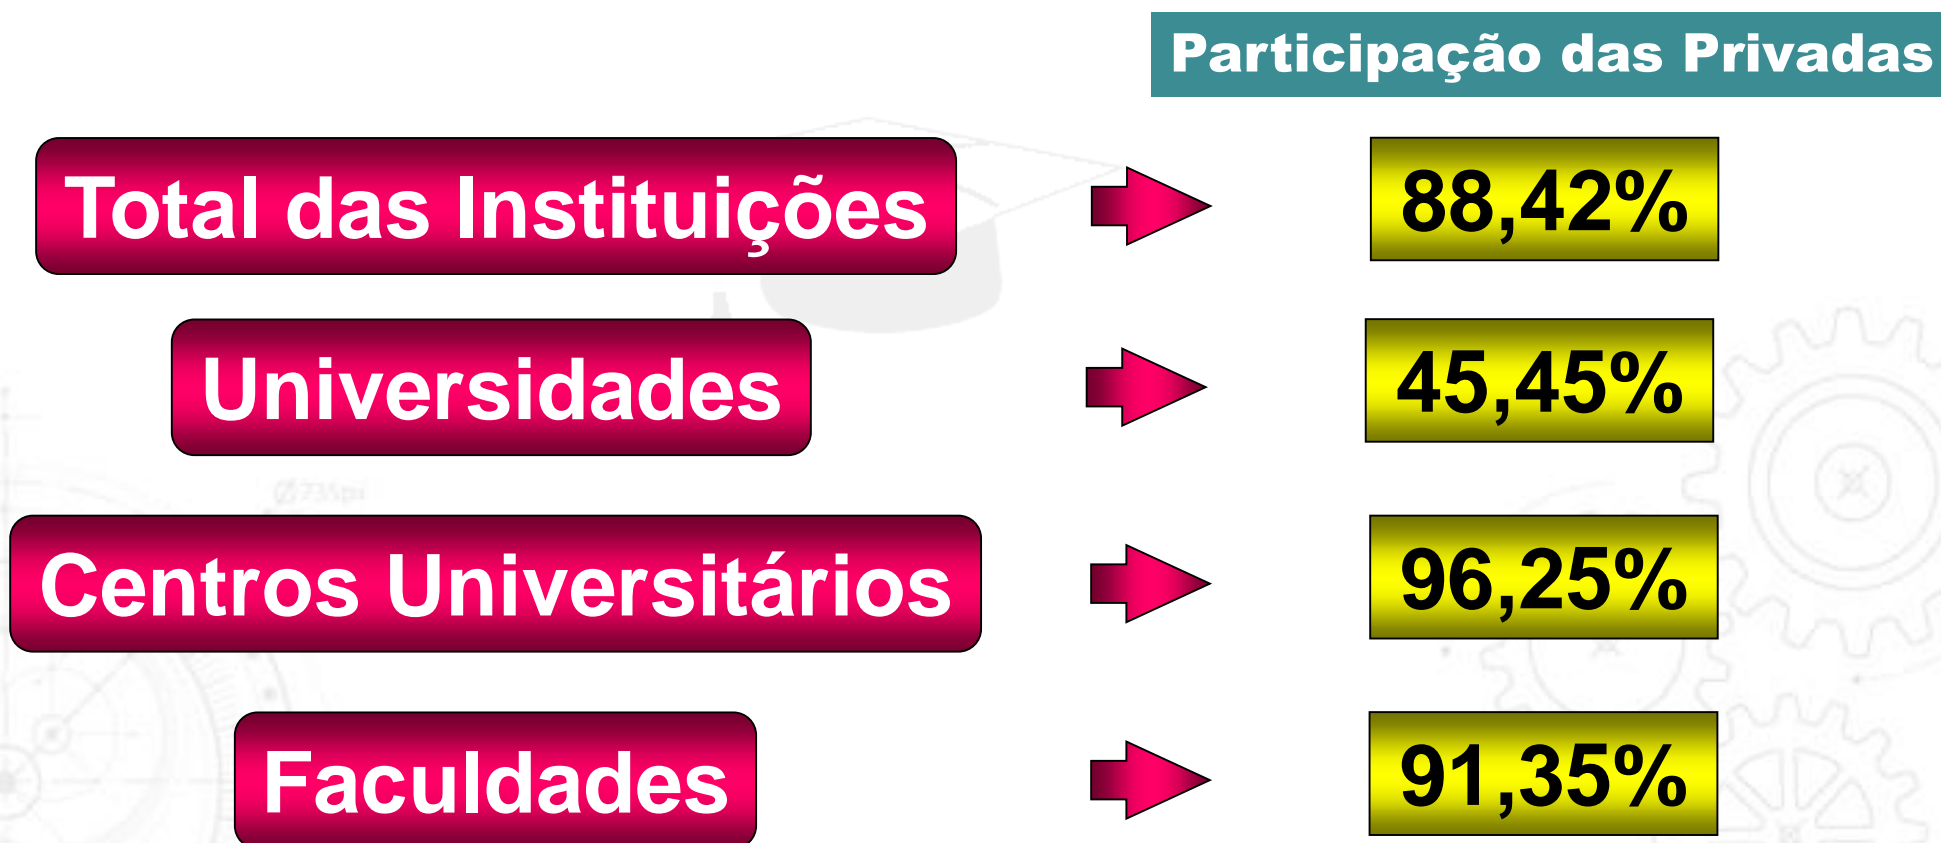 Participação das Privadas
Total das Instituições 88,42%
Universidades 45,45%
Centros Universitários 96,25%
Faculdades 91,35%